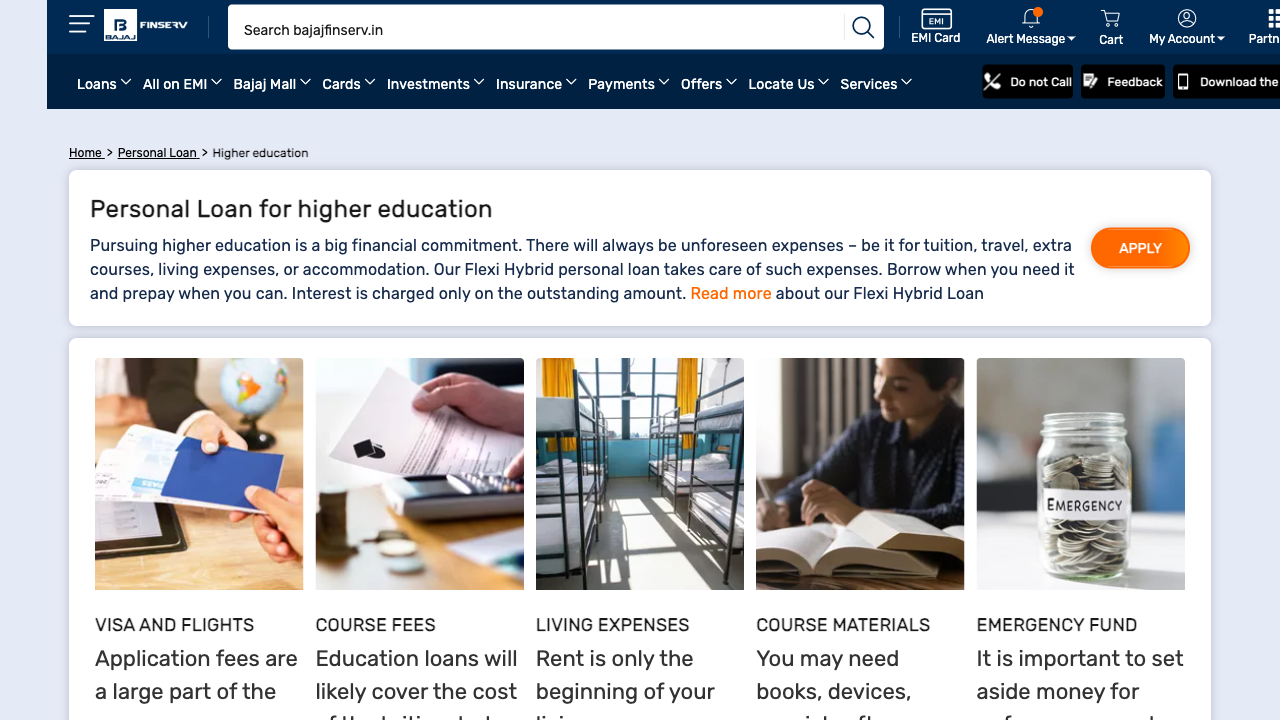 BAJAJ FINSERV
Search bajajfinserv.in
EMI
EMI Card
Alert Message
Cart
My Account
Partn
Loans
All on EMI
Bajaj Mall
Cards
Investments
Insurance
Payments
Offers
Locate Us
Services
Do not Call
Feedback
Download the
Home > Personal Loan > Higher education
Personal Loan for higher education
Pursuing higher education is a big financial commitment. There will always be unforeseen expenses – be it for tuition, travel, extra
courses, living expenses, or accommodation. Our Flexi Hybrid personal loan takes care of such expenses. Borrow when you need it
and prepay when you can. Interest is charged only on the outstanding amount. Read more about our Flexi Hybrid Loan
APPLY
EMERGENCY
VISA AND FLIGHTS
Application fees are
a large part of the
COURSE FEES
Education loans will
likely cover the cost
LIVING EXPENSES
Rent is only the
beginning of your
COURSE MATERIALS
You may need
books, devices,
EMERGENCY FUND
It is important to set
aside money for